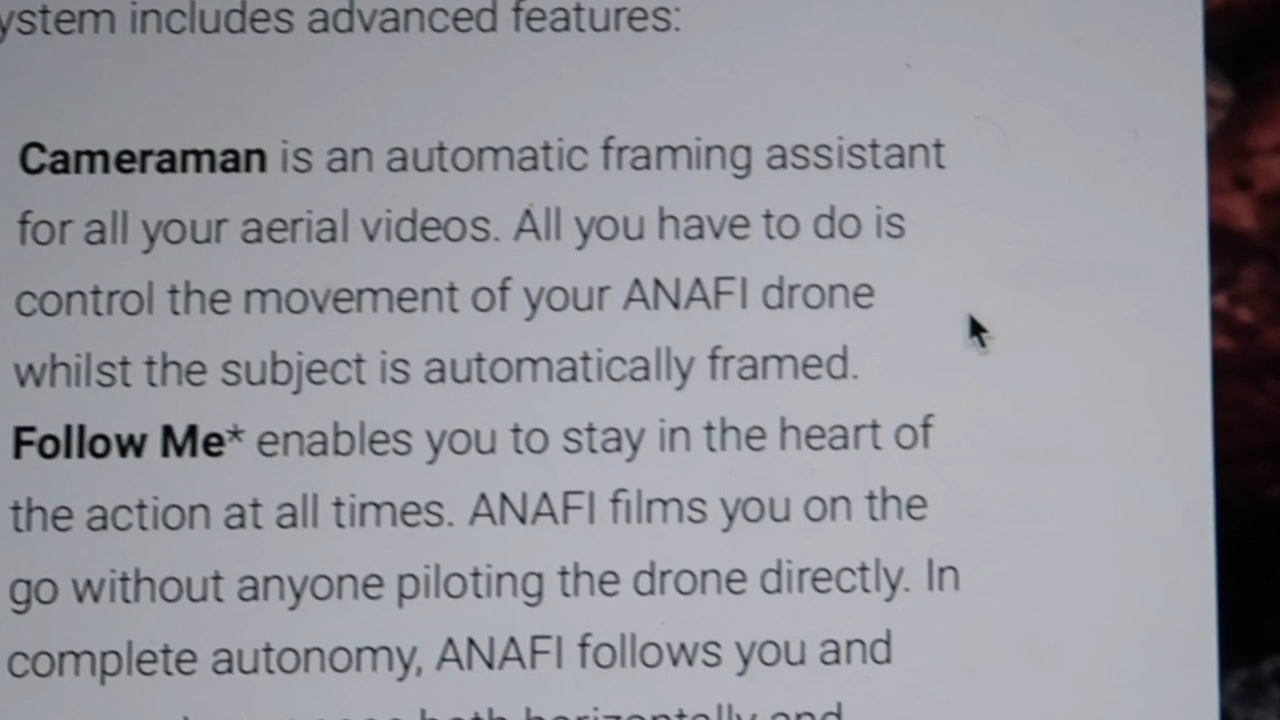 ystem includes advanced features:
Cameraman is an automatic framing assistant
for all your aerial videos. All you have to do is
control the movement of your ANAFI drone
whilst the subject is automatically framed.
Follow Me* enables you to stay in the heart of
the action at all times. ANAFI films you on the
go without anyone piloting the drone directly. In
complete autonomy, ANAFI follows you and
both horizontally and